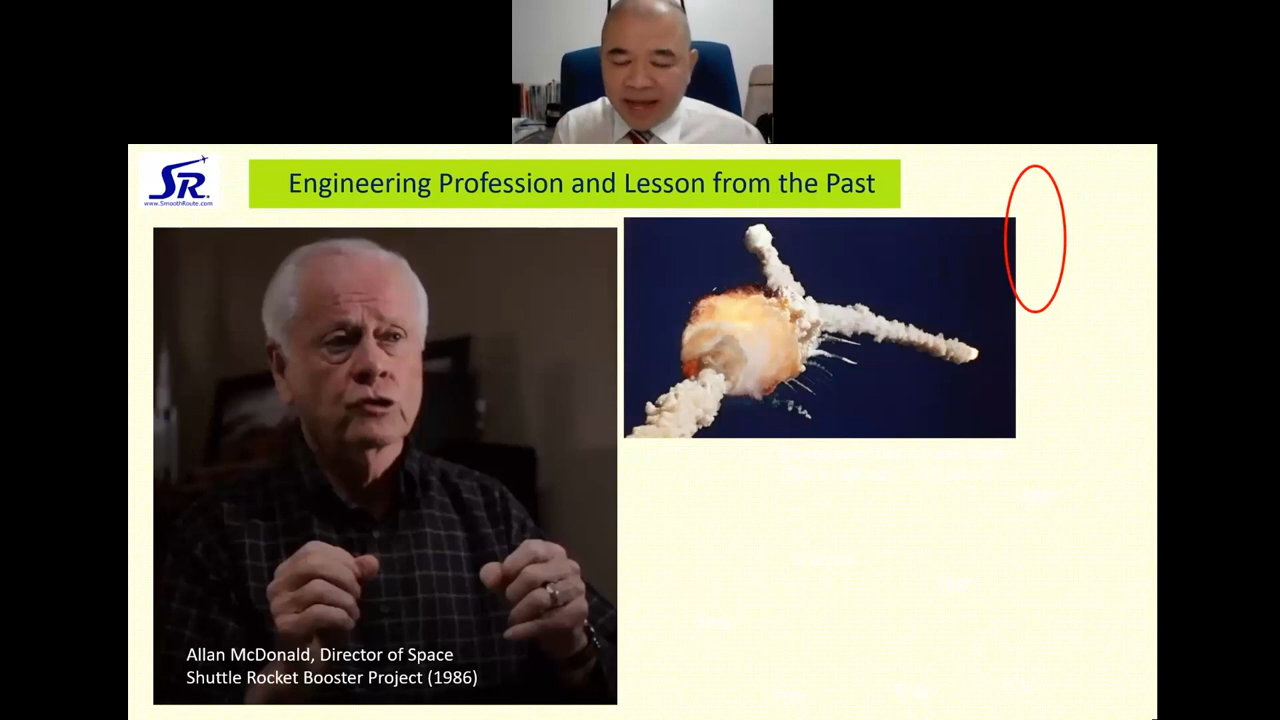 SR.
www.SmoothRoute.com
Engineering Profession and Lesson from the Past
Allan McDonald, Director of Space
Shuttle Rocket Booster Project (1986)